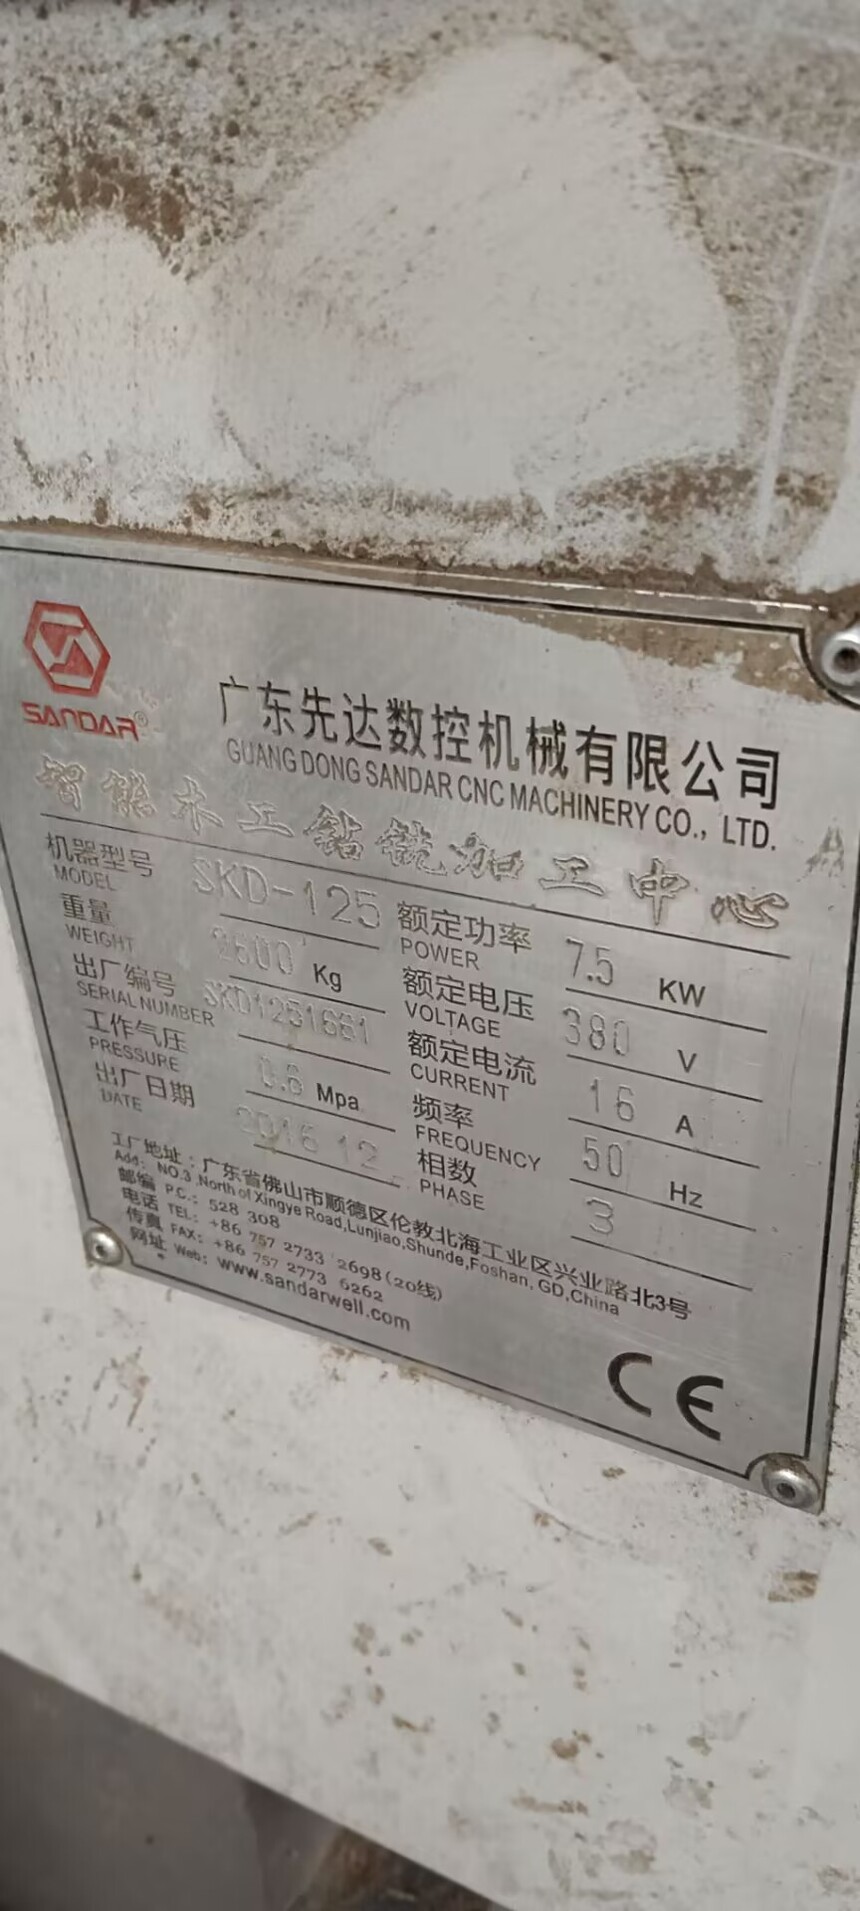 SANDAR®
广东先达数控机械有限公司
GUANG DONG SANDAR CNC MACHINERY CO., LTD.
智能木工钻铣加工中心
机器型号 SKD-125 额定功率 7.5 KW
MODEL POWER
重量 2600 Kg 额定电压 380 V
WEIGHT VOLTAGE
出厂编号 SKD1251661 额定电流 16 A
SERIAL NUMBER CURRENT
工作气压 0.6 Mpa 频率 50 Hz
PRESSURE FREQUENCY
出厂日期 2016 12 相数 3
DATE PHASE
工厂地址：广东省佛山市顺德区伦教北海工业区兴业路北3号
Add: NO.3 ,North of Xingye Road,Lunjiao,Shunde,Foshan, GD,China
邮编 P.C.: 528 308
电话 TEL: +86 757 2733 2698 (20线)
传真 FAX: +86 757 2773 6262
网址 Web: www.sandarwell.com
CE